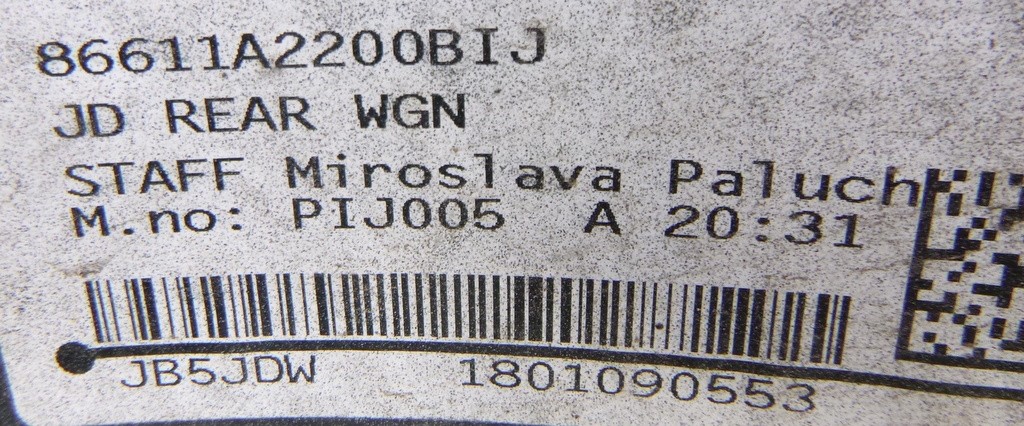 86611A2200BIJ
JD REAR WGN
STAFF Miroslava Paluch
M.no: PIJ005 A 20:31
JB5JDW 1801090553